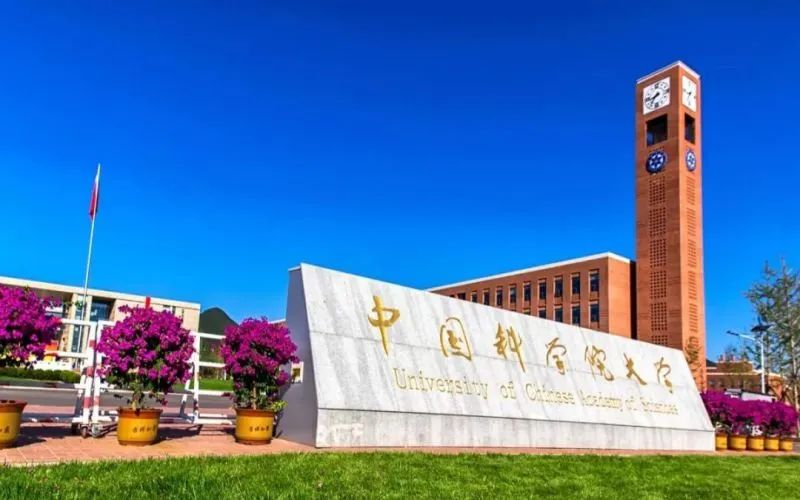 中国科学院大学
University of Chinese Academy of Sciences